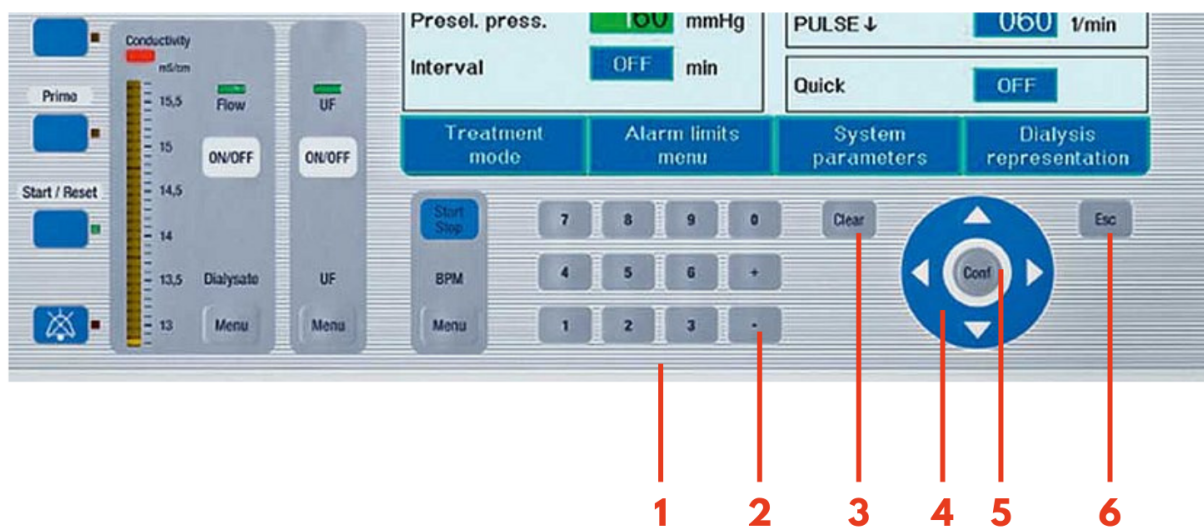 Presel. press. 160 mmHg
PULSE ↓ 060 1/min
Interval OFF min
Quick OFF
Treatment mode
Alarm limits menu
System parameters
Dialysis representation
Conductivity
mS/cm
15,5
15
14,5
14
13,5
13
Prime
Start / Reset
Flow
ON/OFF
Dialysate
Menu
UF
ON/OFF
UF
Menu
Start
Stop
BPM
Menu
7 8 9 0
4 5 6 +
1 2 3 -
Clear
Conf
Esc
1 2 3 4 5 6